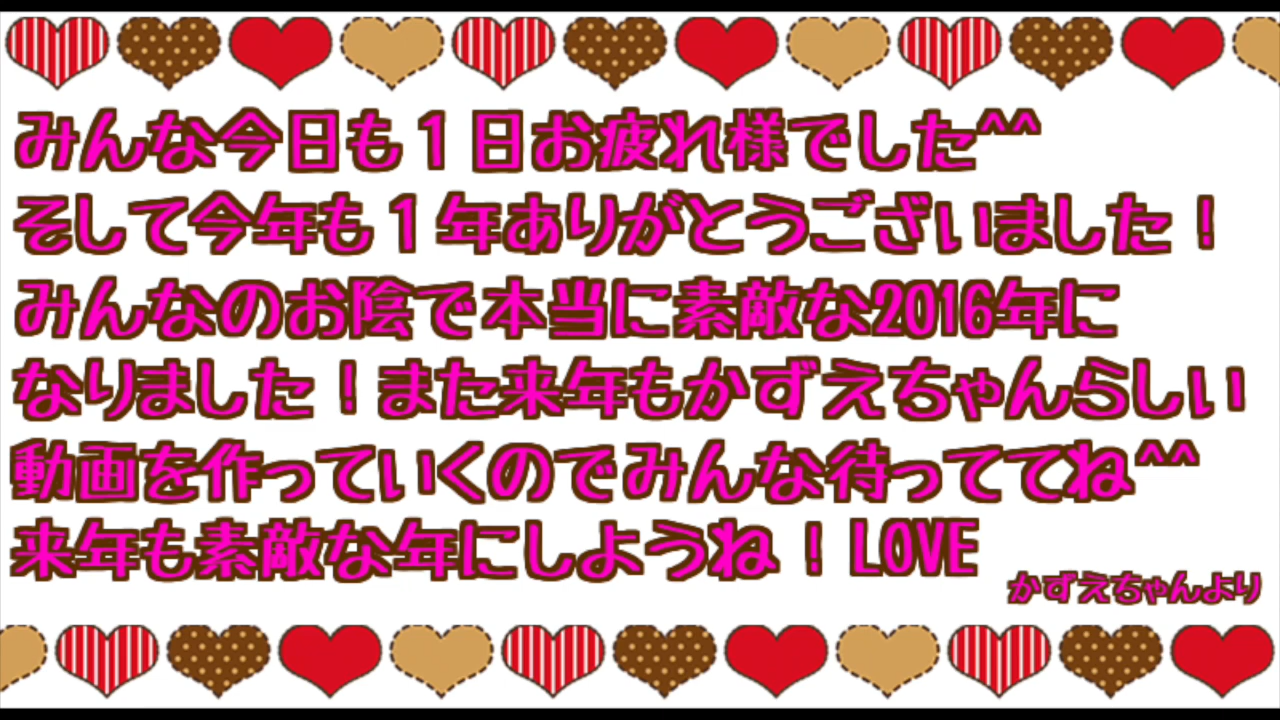 みんな今日も１日お疲れ様でした^^
そして今年も１年ありがとうございました！
みんなのお陰で本当に素敵な2016年に
なりました！また来年もかずえちゃんらしい
動画を作っていくのでみんな待っててね^^
来年も素敵な年にしようね！LOVE
かずえちゃんより